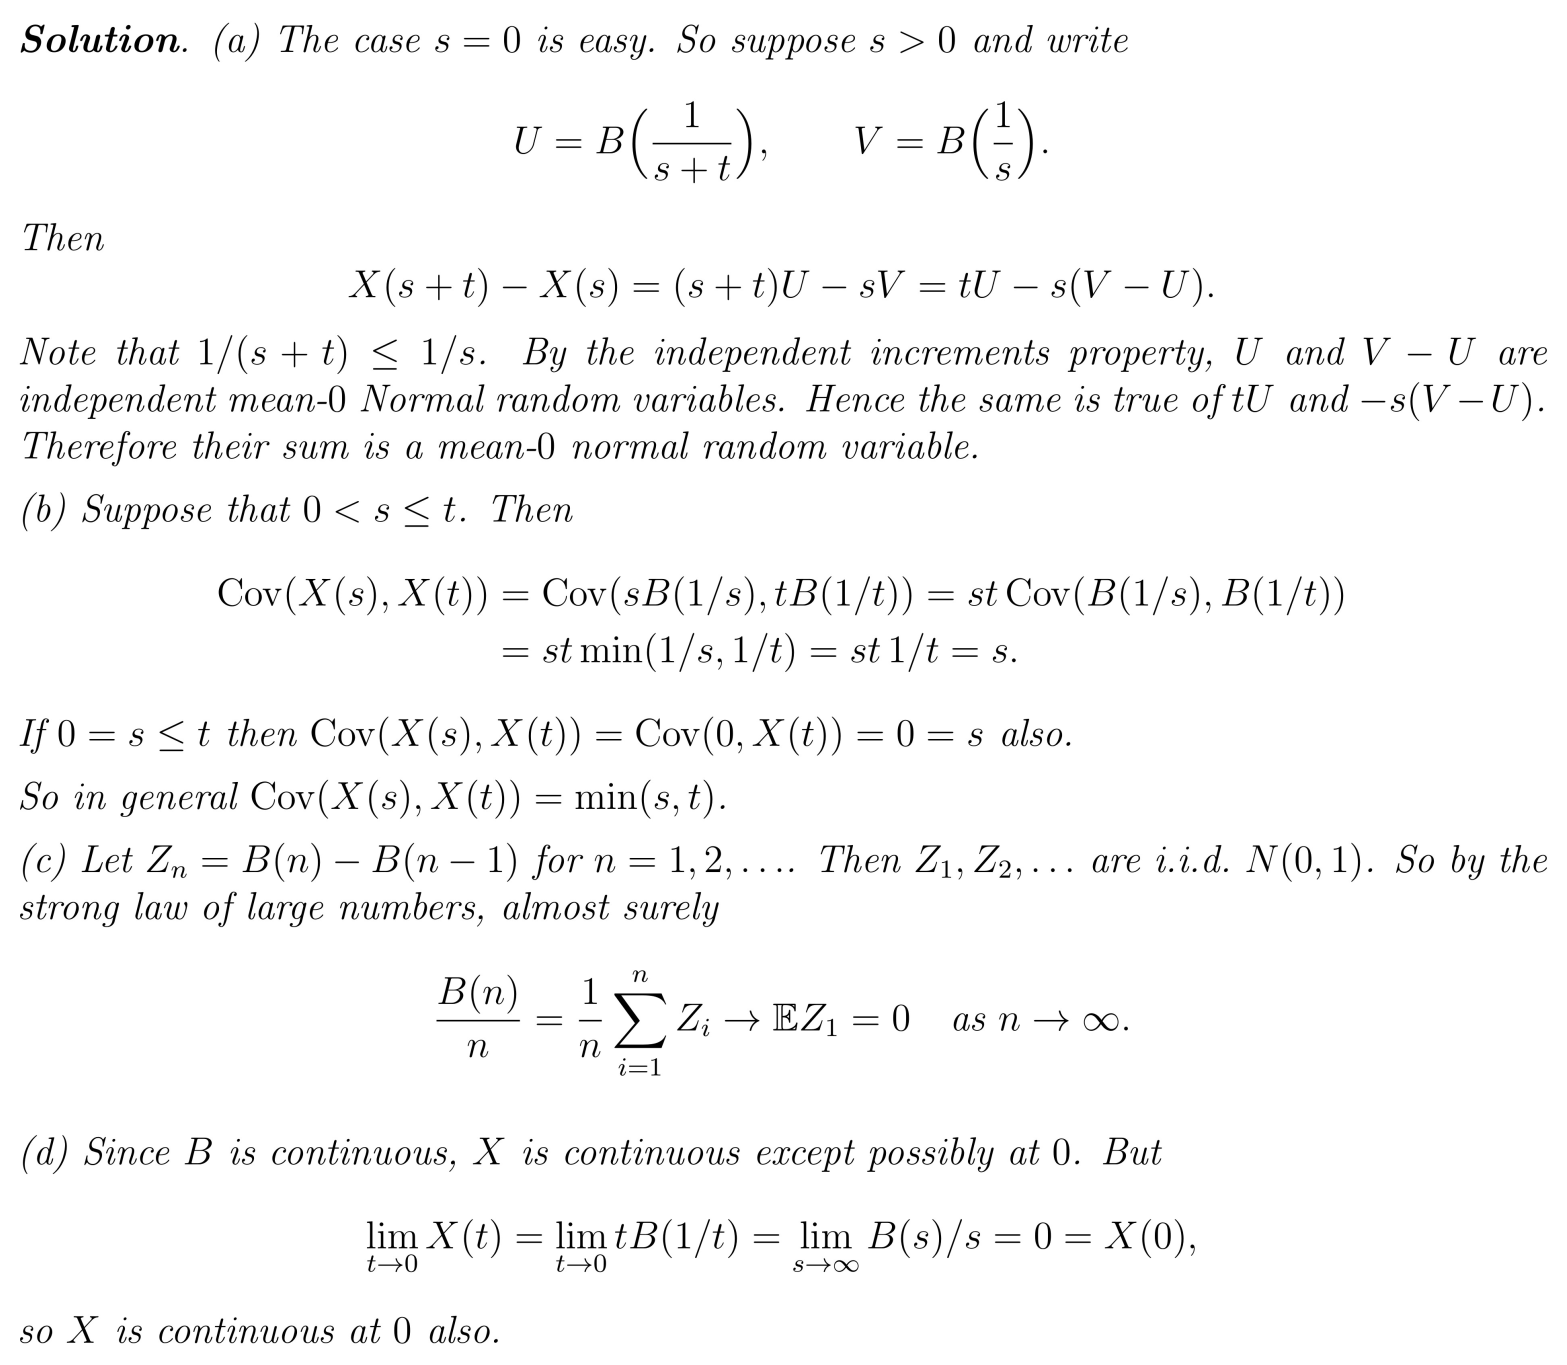 Solution. (a) The case s = 0 is easy. So suppose s > 0 and write
U = B(1/(s + t)), V = B(1/s).
Then
X(s + t) − X(s) = (s + t)U − sV = tU − s(V − U).
Note that 1/(s + t) ≤ 1/s. By the independent increments property, U and V − U are
independent mean-0 Normal random variables. Hence the same is true of tU and −s(V − U).
Therefore their sum is a mean-0 normal random variable.
(b) Suppose that 0 < s ≤ t. Then
Cov(X(s), X(t)) = Cov(sB(1/s), tB(1/t)) = st Cov(B(1/s), B(1/t))
= st min(1/s, 1/t) = st 1/t = s.
If 0 = s ≤ t then Cov(X(s), X(t)) = Cov(0, X(t)) = 0 = s also.
So in general Cov(X(s), X(t)) = min(s, t).
(c) Let Zₙ = B(n) − B(n − 1) for n = 1, 2, . . . . Then Z₁, Z₂, . . . are i.i.d. N(0, 1). So by the
strong law of large numbers, almost surely
B(n)/n = 1/n ∑_{i=1}^{n} Z_i → 𝔼Z₁ = 0 as n → ∞.
(d) Since B is continuous, X is continuous except possibly at 0. But
lim_{t→0} X(t) = lim_{t→0} tB(1/t) = lim_{s→∞} B(s)/s = 0 = X(0),
so X is continuous at 0 also.